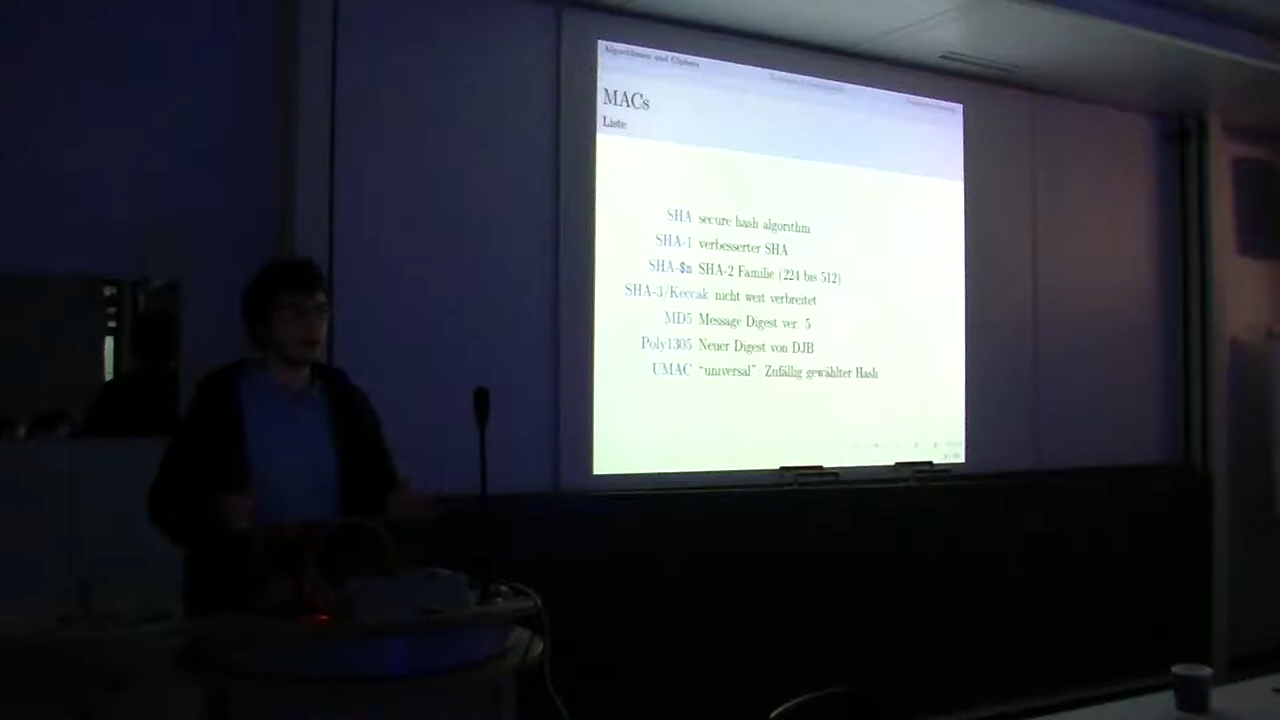 Algorithmen und Ciphers
MACs
Liste
SHA secure hash algorithm
SHA-1 verbesserter SHA
SHA-$n SHA-2 Familie (224 bis 512)
SHA-3/Keccak nicht weit verbreitet
MD5 Message Digest ver. 5
Poly1305 Neuer Digest von DJB
UMAC “universal” Zufällig gewählter Hash